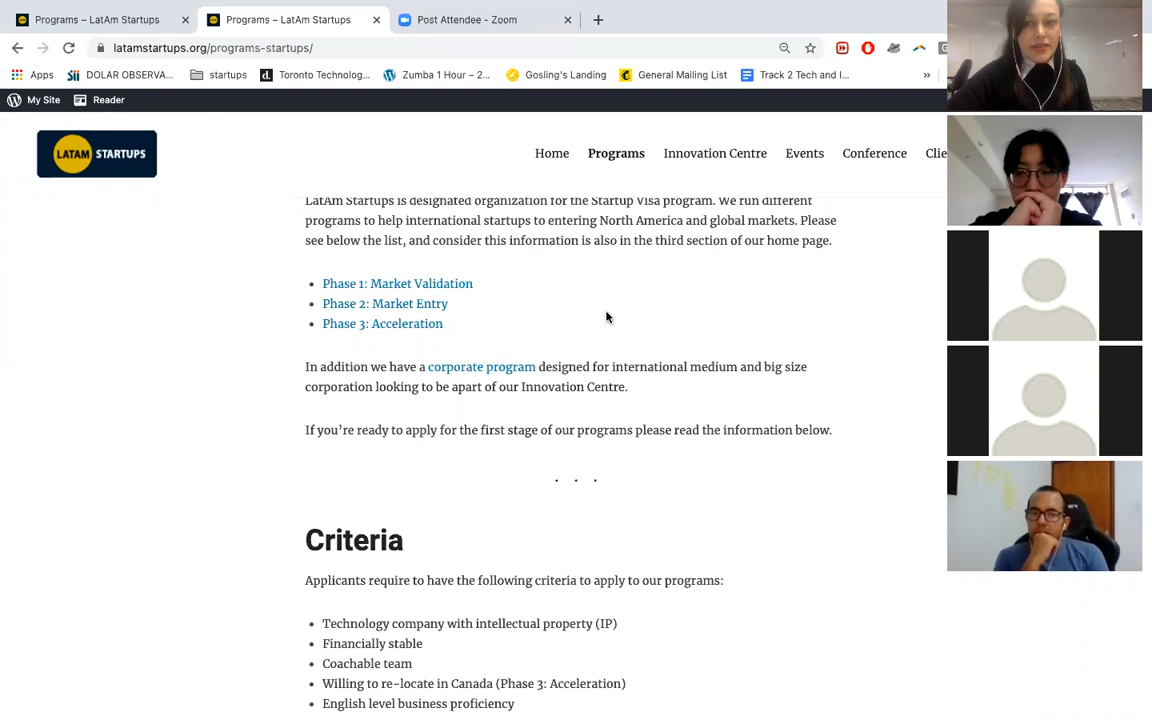 Programs – LatAm Startups
Programs – LatAm Startups
Post Attendee - Zoom
latamstartups.org/programs-startups/
Apps
DOLAR OBSERVA...
startups
Toronto Technolog...
Zumba 1 Hour – 2...
Gosling's Landing
General Mailing List
Track 2 Tech and I...
»
My Site
Reader
LATAM STARTUPS
Home
Programs
Innovation Centre
Events
Conference
Clie
LatAm Startups is designated organization for the Startup Visa program. We run different
programs to help international startups to entering North America and global markets. Please
see below the list, and consider this information is also in the third section of our home page.
• Phase 1: Market Validation
• Phase 2: Market Entry
• Phase 3: Acceleration
In addition we have a corporate program designed for international medium and big size
corporation looking to be apart of our Innovation Centre.
If you’re ready to apply for the first stage of our programs please read the information below.
. . .
Criteria
Applicants require to have the following criteria to apply to our programs:
• Technology company with intellectual property (IP)
• Financially stable
• Coachable team
• Willing to re-locate in Canada (Phase 3: Acceleration)
• English level business proficiency